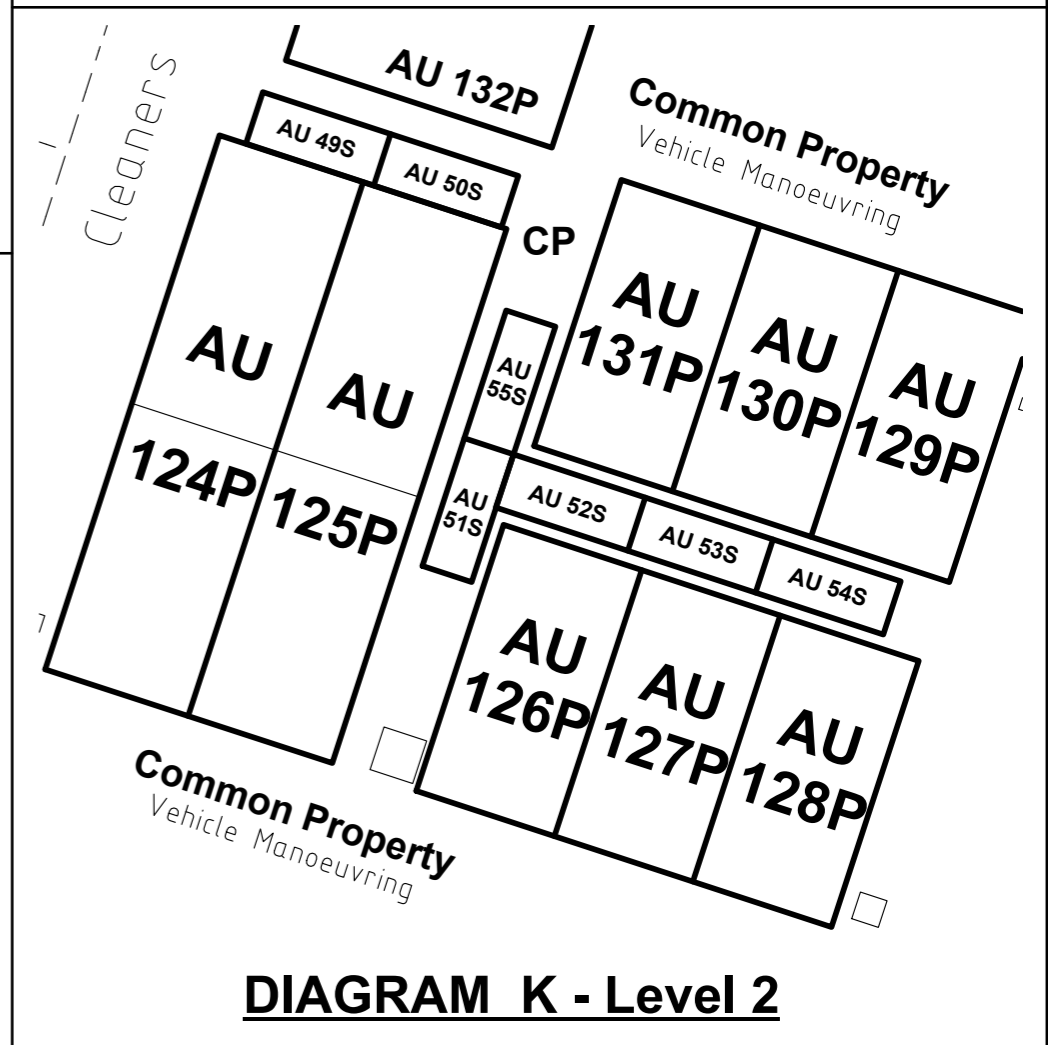 AU 132P
Cleaners
AU 49S
AU 50S
Common Property
Vehicle Manoeuvring
CP
AU
124P
AU
125P
AU
55S
AU
51S
AU
131P
AU
130P
AU
129P
AU 52S
AU 53S
AU 54S
AU
126P
AU
127P
AU
128P
Common Property
Vehicle Manoeuvring
DIAGRAM K - Level 2